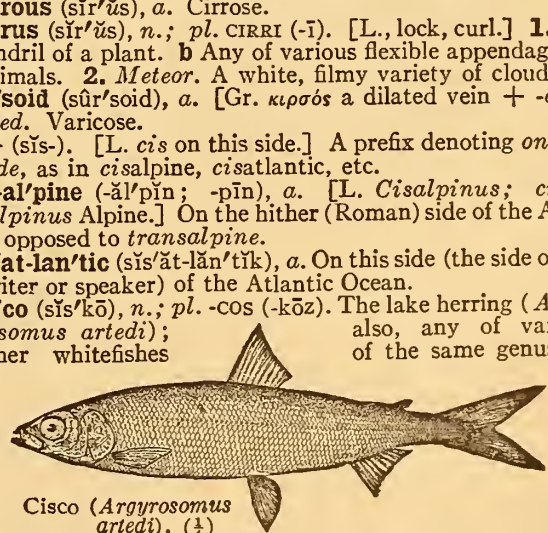 rous (sĭr′ŭs), a. Cirrose.
rus (sĭr′ŭs), n.; pl. CIRRI (-ī). [L., lock, curl.] 1.
ndril of a plant. b Any of various flexible appendag
imals. 2. Meteor. A white, filmy variety of cloud
′soid (sûr′soid), a. [Gr. κιρσός a dilated vein + -
ed. Varicose.
(sĭs-). [L. cis on this side.] A prefix denoting on
de, as in cisalpine, cisatlantic, etc.
-al′pine (-ăl′pĭn; -pīn), a. [L. Cisalpinus; c
lpinus Alpine.] On the hither (Roman) side of the A
opposed to transalpine.
′at-lan′tic (sĭs′ăt-lăn′tĭk), a. On this side (the side o
riter or speaker) of the Atlantic Ocean.
′co (sĭs′kō), n.; pl. -COS (-kōz). The lake herring (A
osomus artedi); also, any of va
ner whitefishes of the same genu
Cisco (Argyrosomus
artedi). (¼)